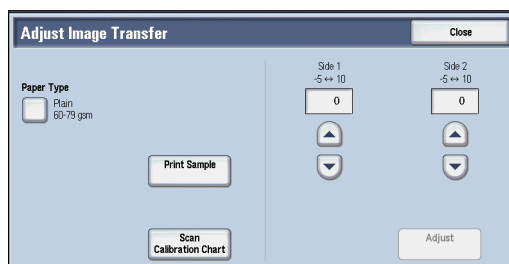 Adjust Image Transfer
Close
Paper Type
Plain
60-79 gsm
Side 1
-5 ↔ 10
0
Side 2
-5 ↔ 10
0
Print Sample
Scan
Calibration Chart
Adjust